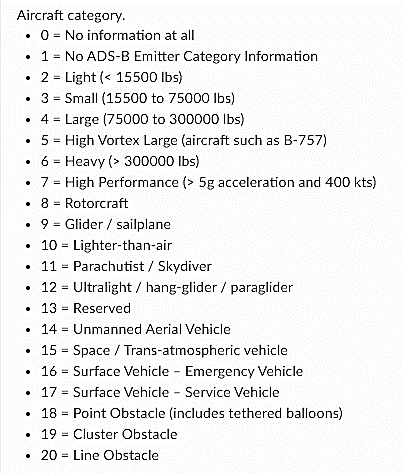 Aircraft category.
• 0 = No information at all
• 1 = No ADS-B Emitter Category Information
• 2 = Light (< 15500 lbs)
• 3 = Small (15500 to 75000 lbs)
• 4 = Large (75000 to 300000 lbs)
• 5 = High Vortex Large (aircraft such as B-757)
• 6 = Heavy (> 300000 lbs)
• 7 = High Performance (> 5g acceleration and 400 kts)
• 8 = Rotorcraft
• 9 = Glider / sailplane
• 10 = Lighter-than-air
• 11 = Parachutist / Skydiver
• 12 = Ultralight / hang-glider / paraglider
• 13 = Reserved
• 14 = Unmanned Aerial Vehicle
• 15 = Space / Trans-atmospheric vehicle
• 16 = Surface Vehicle – Emergency Vehicle
• 17 = Surface Vehicle – Service Vehicle
• 18 = Point Obstacle (includes tethered balloons)
• 19 = Cluster Obstacle
• 20 = Line Obstacle